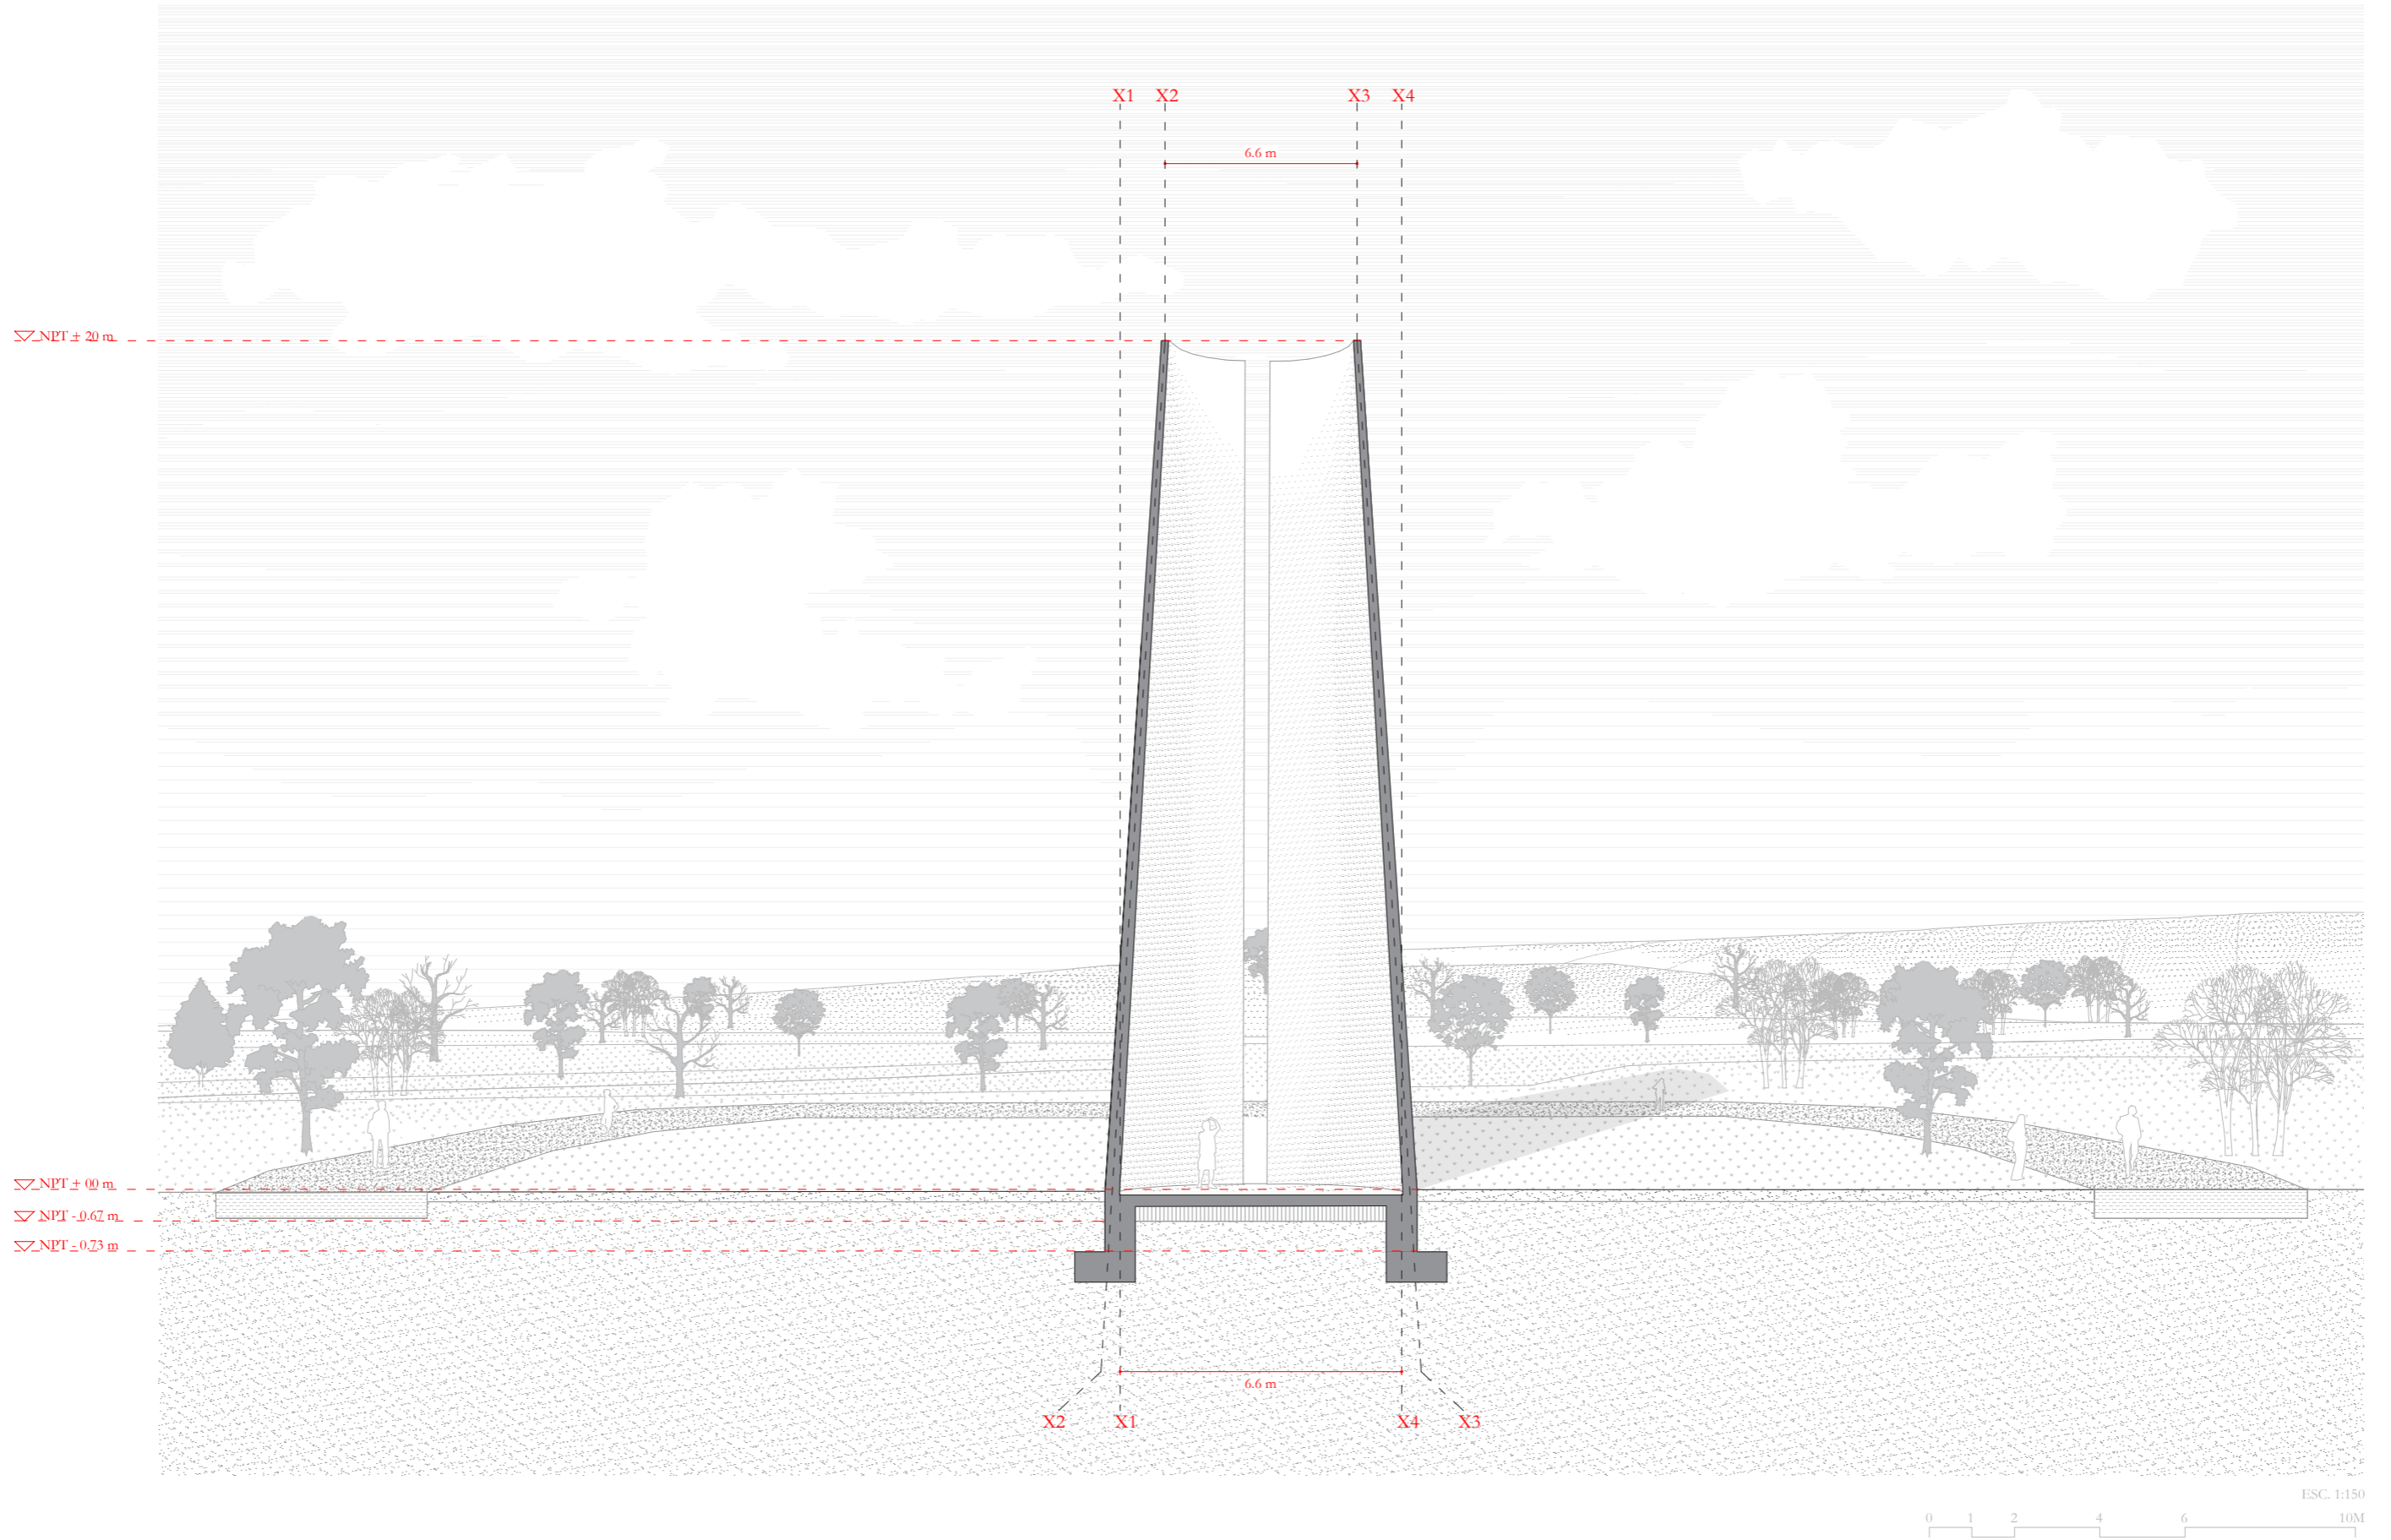 X1 X2 X3 X4
6.6 m
NPT + 20 m
NPT + 00 m
NPT - 0.67 m
NPT - 0.73 m
6.6 m
X2 X1 X4 X3
ESC. 1:150
0 1 2 4 6 10M